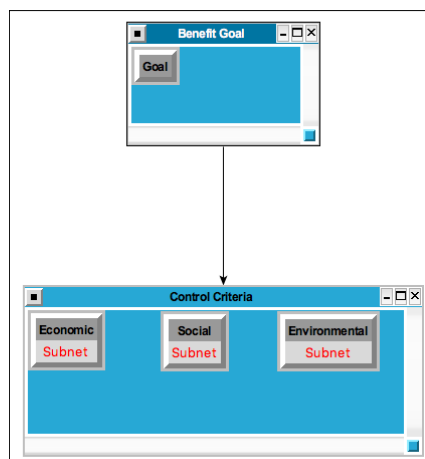 Benefit Goal
Goal
Control Criteria
Economic Social Environmental
Subnet Subnet Subnet